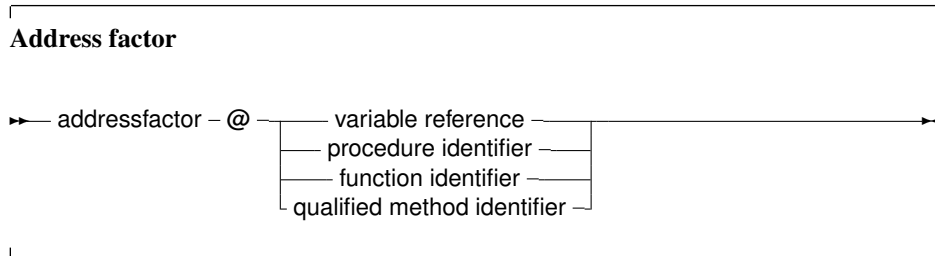 Address factor
addressfactor @ variable reference
procedure identifier
function identifier
qualified method identifier